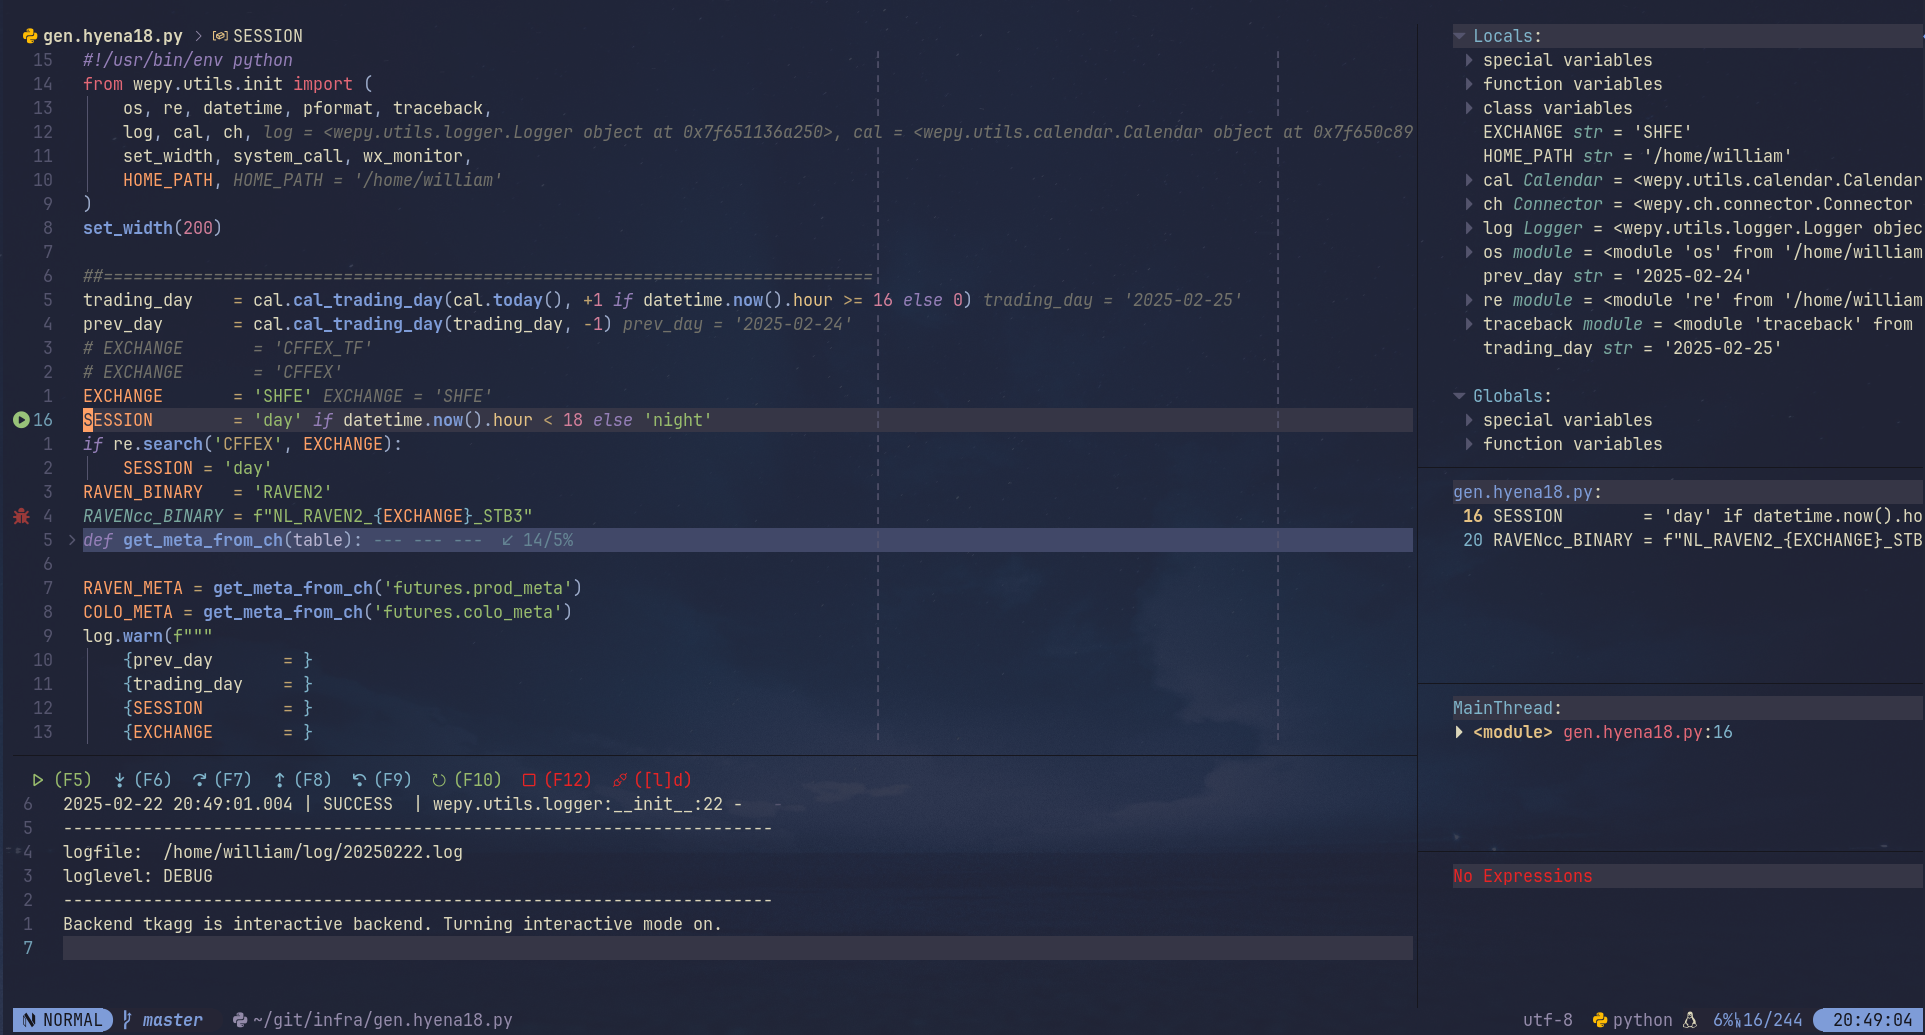 gen.hyena18.py > SESSION
15 #!/usr/bin/env python
14 from wepy.utils.init import (
13     os, re, datetime, pformat, traceback,
12     log, cal, ch, log = <wepy.utils.logger.Logger object at 0x7f651136a250>, cal = <wepy.utils.calendar.Calendar object at 0x7f650c89
11     set_width, system_call, wx_monitor,
10     HOME_PATH, HOME_PATH = '/home/william'
9 )
8 set_width(200)
7
6 ##=============================================================================
5 trading_day    = cal.cal_trading_day(cal.today(), +1 if datetime.now().hour >= 16 else 0) trading_day = '2025-02-25'
4 prev_day       = cal.cal_trading_day(trading_day, -1) prev_day = '2025-02-24'
3 # EXCHANGE       = 'CFFEX_TF'
2 # EXCHANGE       = 'CFFEX'
1 EXCHANGE       = 'SHFE' EXCHANGE = 'SHFE'
16 SESSION        = 'day' if datetime.now().hour < 18 else 'night'
1 if re.search('CFFEX', EXCHANGE):
2     SESSION = 'day'
3 RAVEN_BINARY   = 'RAVEN2'
4 RAVENcc_BINARY = f"NL_RAVEN2_{EXCHANGE}_STB3"
5 > def get_meta_from_ch(table): --- --- ---  ↙ 14/5%
6
7 RAVEN_META = get_meta_from_ch('futures.prod_meta')
8 COLO_META = get_meta_from_ch('futures.colo_meta')
9 log.warn(f"""
10     {prev_day       = }
11     {trading_day    = }
12     {SESSION        = }
13     {EXCHANGE       = }
(F5) (F6) (F7) (F8) (F9) (F10) (F12) ([l]d)
6 2025-02-22 20:49:01.004 | SUCCESS  | wepy.utils.logger:__init__:22 -
5 -----------------------------------------------------------------------
4 logfile:  /home/william/log/20250222.log
3 loglevel: DEBUG
2 -----------------------------------------------------------------------
1 Backend tkagg is interactive backend. Turning interactive mode on.
7
Locals:
special variables
function variables
class variables
EXCHANGE str = 'SHFE'
HOME_PATH str = '/home/william'
cal Calendar = <wepy.utils.calendar.Calendar
ch Connector = <wepy.ch.connector.Connector
log Logger = <wepy.utils.logger.Logger objec
os module = <module 'os' from '/home/william
prev_day str = '2025-02-24'
re module = <module 're' from '/home/william
traceback module = <module 'traceback' from
trading_day str = '2025-02-25'
Globals:
special variables
function variables
gen.hyena18.py:
16 SESSION        = 'day' if datetime.now().ho
20 RAVENcc_BINARY = f"NL_RAVEN2_{EXCHANGE}_STB
MainThread:
<module> gen.hyena18.py:16
No Expressions
NORMAL master ~/git/infra/gen.hyena18.py utf-8 python 6% 16/244 20:49:04